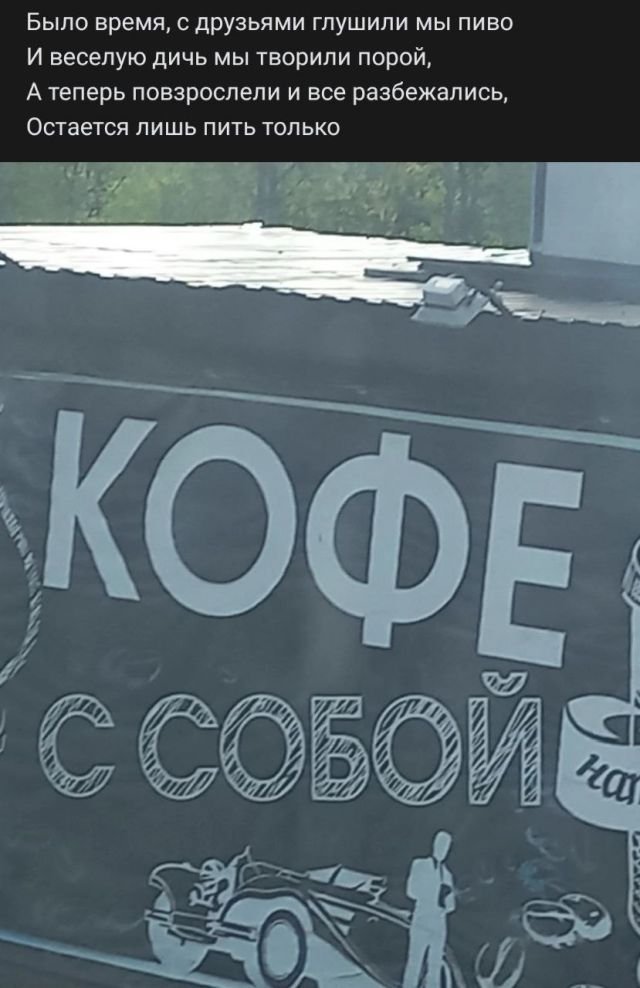 Было время, с друзьями глушили мы пиво
И веселую дичь мы творили порой,
А теперь повзрослели и все разбежались,
Остается лишь пить только
КОФЕ
С СОБОЙ